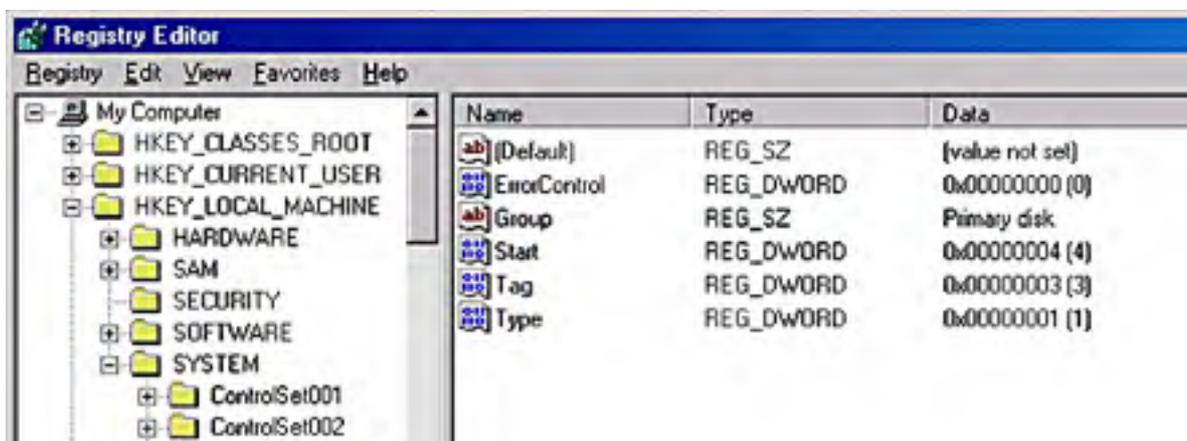 Registry Editor
Registry Edit View Favorites Help
My Computer
HKEY_CLASSES_ROOT
HKEY_CURRENT_USER
HKEY_LOCAL_MACHINE
HARDWARE
SAM
SECURITY
SOFTWARE
SYSTEM
ControlSet001
ControlSet002
Name Type Data
(Default) REG_SZ (value not set)
ErrorControl REG_DWORD 0x00000000 (0)
Group REG_SZ Primary disk
Start REG_DWORD 0x00000004 (4)
Tag REG_DWORD 0x00000003 (3)
Type REG_DWORD 0x00000001 (1)